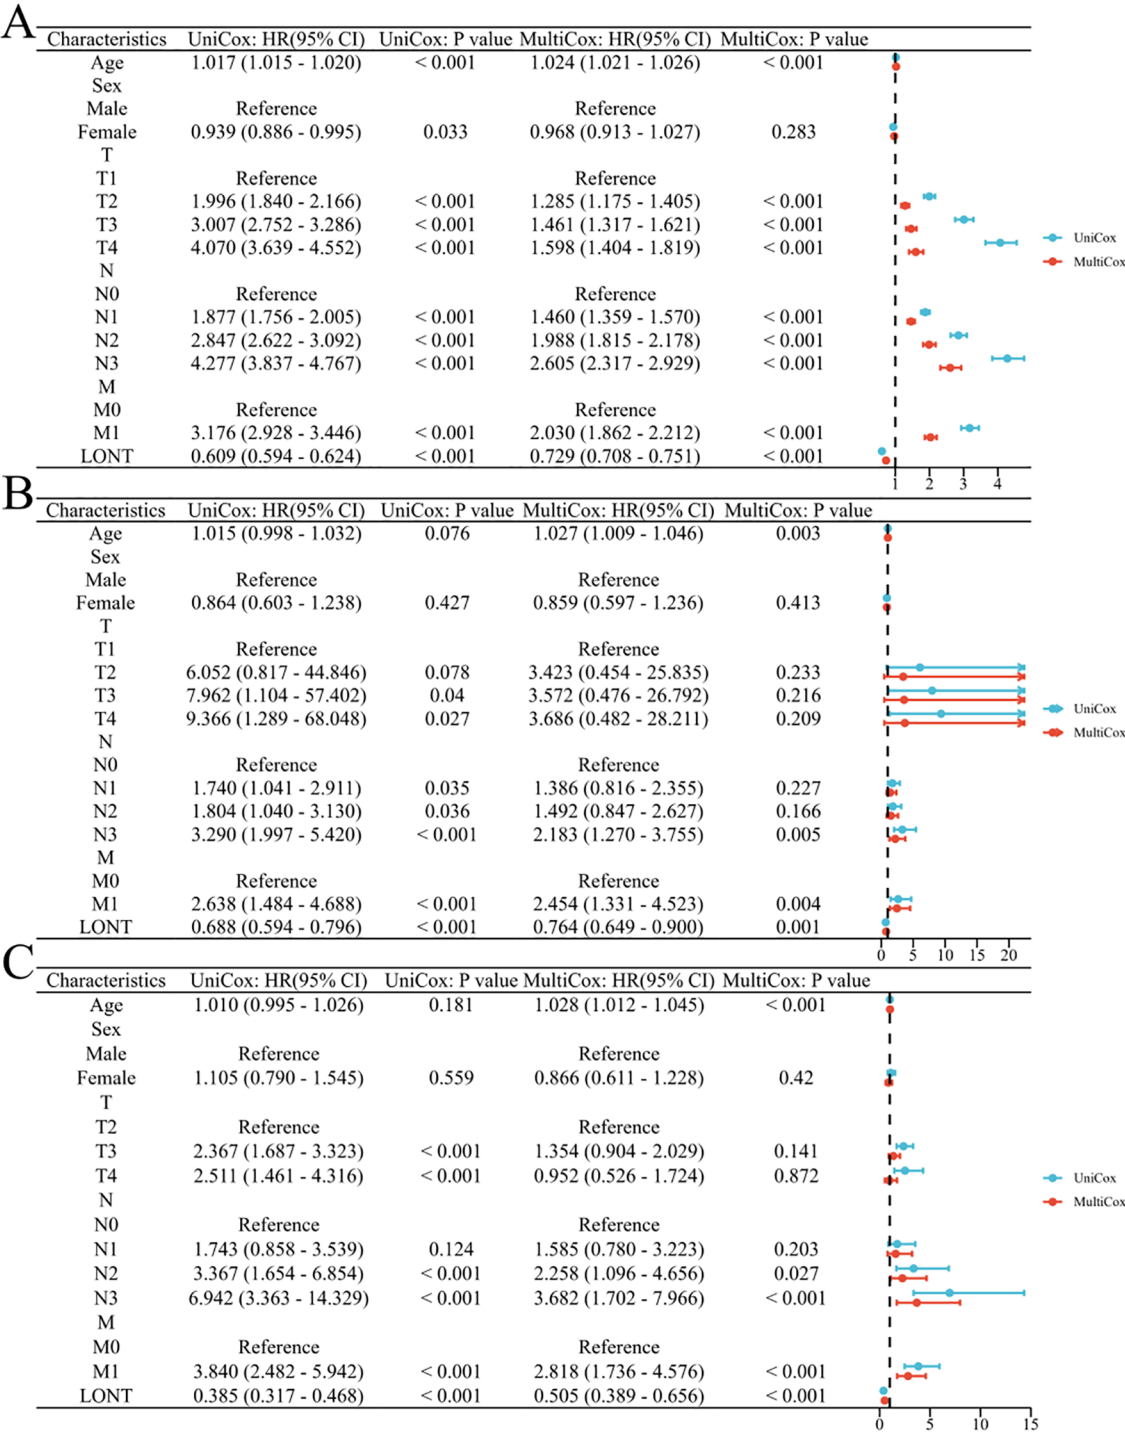 A
Characteristics UniCox: HR(95% CI) UniCox: P value MultiCox: HR(95% CI) MultiCox: P value
Age 1.017 (1.015 - 1.020) < 0.001 1.024 (1.021 - 1.026) < 0.001
Sex
Male Reference Reference
Female 0.939 (0.886 - 0.995) 0.033 0.968 (0.913 - 1.027) 0.283
T
T1 Reference Reference
T2 1.996 (1.840 - 2.166) < 0.001 1.285 (1.175 - 1.405) < 0.001
T3 3.007 (2.752 - 3.286) < 0.001 1.461 (1.317 - 1.621) < 0.001
UniCox
T4 4.070 (3.639 - 4.552) < 0.001 1.598 (1.404 - 1.819) < 0.001
MultiCox
N
N0 Reference Reference
N1 1.877 (1.756 - 2.005) < 0.001 1.460 (1.359 - 1.570) < 0.001
N2 2.847 (2.622 - 3.092) < 0.001 1.988 (1.815 - 2.178) < 0.001
N3 4.277 (3.837 - 4.767) < 0.001 2.605 (2.317 - 2.929) < 0.001
M
M0 Reference Reference
M1 3.176 (2.928 - 3.446) < 0.001 2.030 (1.862 - 2.212) < 0.001
LONT 0.609 (0.594 - 0.624) < 0.001 0.729 (0.708 - 0.751) < 0.001
1 2 3 4
B
Characteristics UniCox: HR(95% CI) UniCox: P value MultiCox: HR(95% CI) MultiCox: P value
Age 1.015 (0.998 - 1.032) 0.076 1.027 (1.009 - 1.046) 0.003
Sex
Male Reference Reference
Female 0.864 (0.603 - 1.238) 0.427 0.859 (0.597 - 1.236) 0.413
T
T1 Reference Reference
T2 6.052 (0.817 - 44.846) 0.078 3.423 (0.454 - 25.835) 0.233
T3 7.962 (1.104 - 57.402) 0.04 3.572 (0.476 - 26.792) 0.216
UniCox
T4 9.366 (1.289 - 68.048) 0.027 3.686 (0.482 - 28.211) 0.209
MultiCox
N
N0 Reference Reference
N1 1.740 (1.041 - 2.911) 0.035 1.386 (0.816 - 2.355) 0.227
N2 1.804 (1.040 - 3.130) 0.036 1.492 (0.847 - 2.627) 0.166
N3 3.290 (1.997 - 5.420) < 0.001 2.183 (1.270 - 3.755) 0.005
M
M0 Reference Reference
M1 2.638 (1.484 - 4.688) < 0.001 2.454 (1.331 - 4.523) 0.004
LONT 0.688 (0.594 - 0.796) < 0.001 0.764 (0.649 - 0.900) 0.001
0 5 10 15 20
C
Characteristics UniCox: HR(95% CI) UniCox: P value MultiCox: HR(95% CI) MultiCox: P value
Age 1.010 (0.995 - 1.026) 0.181 1.028 (1.012 - 1.045) < 0.001
Sex
Male Reference Reference
Female 1.105 (0.790 - 1.545) 0.559 0.866 (0.611 - 1.228) 0.42
T
T2 Reference Reference
T3 2.367 (1.687 - 3.323) < 0.001 1.354 (0.904 - 2.029) 0.141
T4 2.511 (1.461 - 4.316) < 0.001 0.952 (0.526 - 1.724) 0.872
UniCox
N
MultiCox
N0 Reference Reference
N1 1.743 (0.858 - 3.539) 0.124 1.585 (0.780 - 3.223) 0.203
N2 3.367 (1.654 - 6.854) < 0.001 2.258 (1.096 - 4.656) 0.027
N3 6.942 (3.363 - 14.329) < 0.001 3.682 (1.702 - 7.966) < 0.001
M
M0 Reference Reference
M1 3.840 (2.482 - 5.942) < 0.001 2.818 (1.736 - 4.576) < 0.001
LONT 0.385 (0.317 - 0.468) < 0.001 0.505 (0.389 - 0.656) < 0.001
0 5 10 15